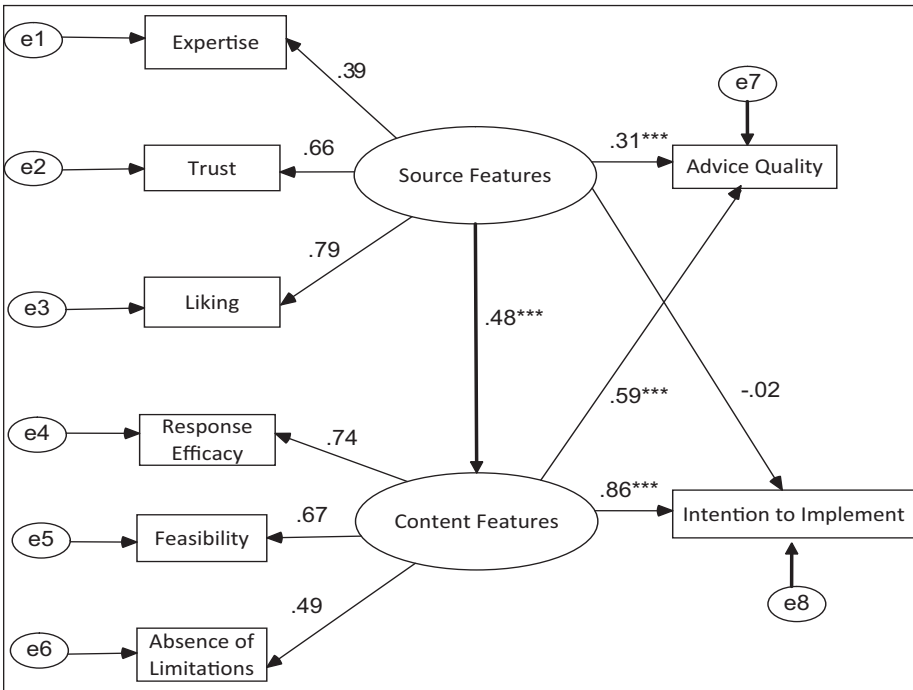 e1
Expertise
.39
e7
e2
Trust
.66
Source Features
.31***
Advice Quality
.79
e3
Liking
.48***
.59***
-.02
e4
Response
Efficacy
.74
e5
Feasibility
.67
Content Features
.86***
Intention to Implement
.49
e8
e6
Absence of
Limitations